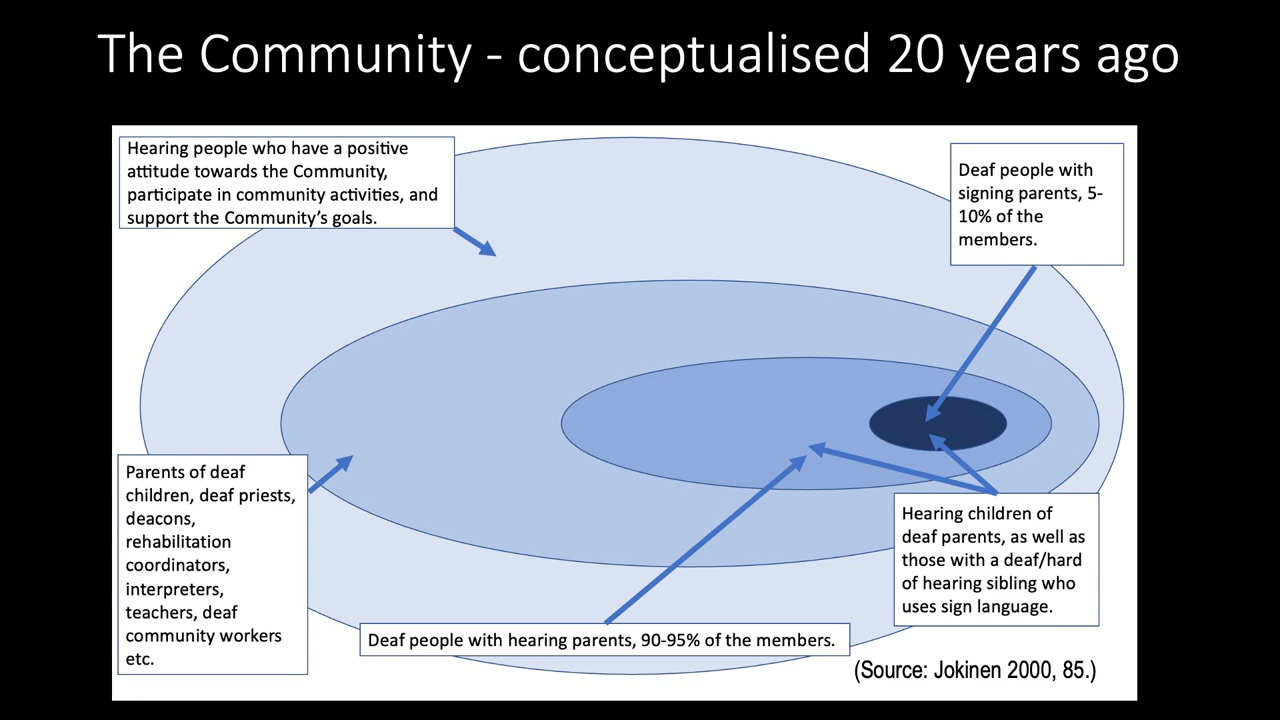 The Community - conceptualised 20 years ago
Hearing people who have a positive
attitude towards the Community,
participate in community activities, and
support the Community’s goals.
Deaf people with
signing parents, 5-
10% of the
members.
Parents of deaf
children, deaf priests,
deacons,
rehabilitation
coordinators,
interpreters,
teachers, deaf
community workers
etc.
Hearing children of
deaf parents, as well as
those with a deaf/hard
of hearing sibling who
uses sign language.
Deaf people with hearing parents, 90-95% of the members.
(Source: Jokinen 2000, 85.)